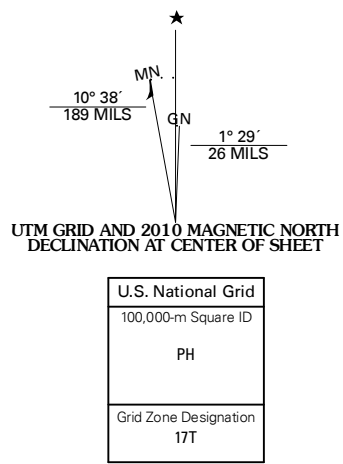 MN
GN
10° 38´
189 MILS
1° 29´
26 MILS
UTM GRID AND 2010 MAGNETIC NORTH
DECLINATION AT CENTER OF SHEET
U.S. National Grid
100,000-m Square ID
PH
Grid Zone Designation
17T